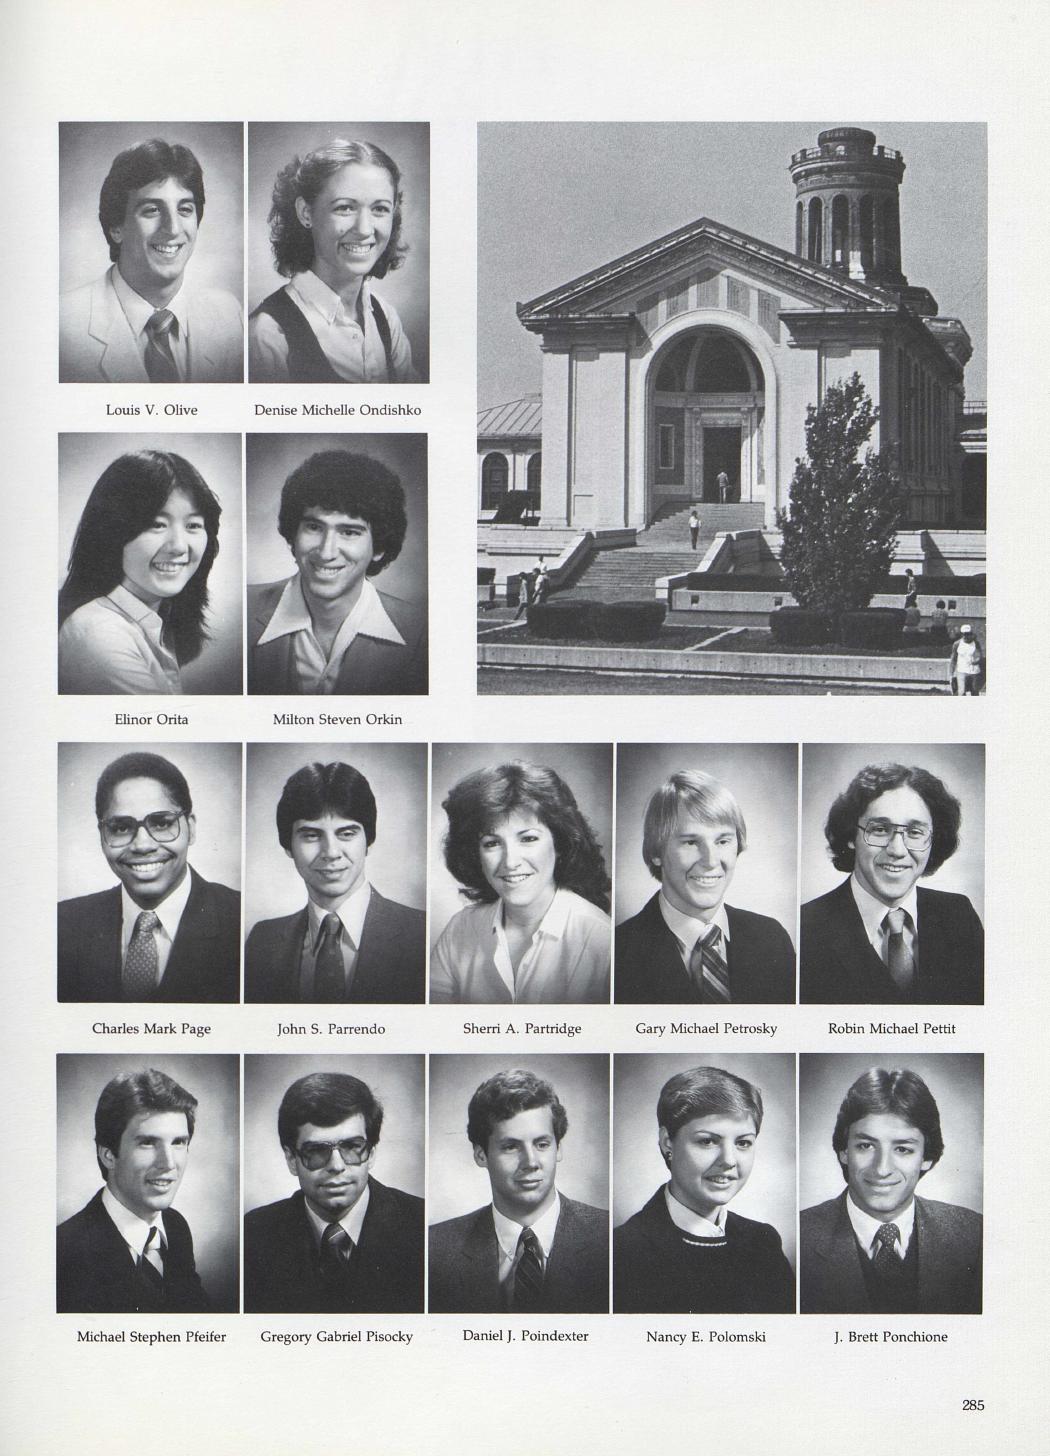 Louis V. Olive
Denise Michelle Ondishko
Elinor Orita
Milton Steven Orkin
Charles Mark Page
John S. Parrendo
Sherri A. Partridge
Gary Michael Petrosky
Robin Michael Pettit
Michael Stephen Pfeifer
Gregory Gabriel Pisocky
Daniel J. Poindexter
Nancy E. Polomski
J. Brett Ponchione
285